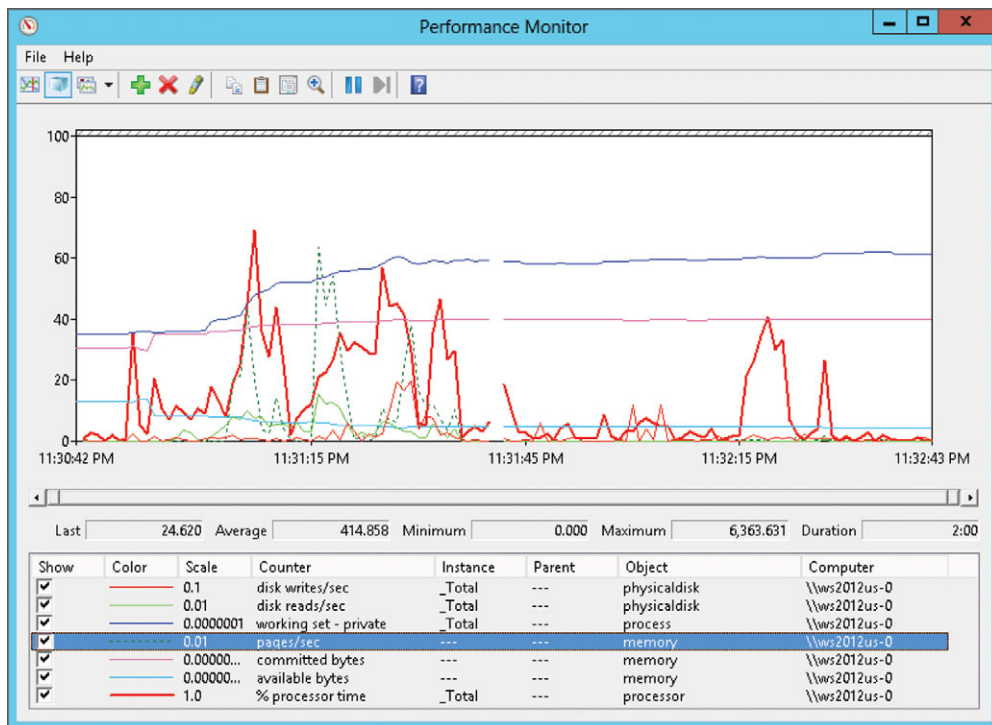 Performance Monitor
File Help
100
80
60
40
20
0
11:30:42 PM 11:31:15 PM 11:31:45 PM 11:32:15 PM 11:32:43 PM
Last 24.620 Average 414.858 Minimum 0.000 Maximum 6,363.631 Duration 2:00
Show Color Scale Counter Instance Parent Object Computer
0.1 disk writes/sec _Total --- physicaldisk \\ws2012us-0
0.01 disk reads/sec _Total --- physicaldisk \\ws2012us-0
0.0000001 working set - private _Total --- process \\ws2012us-0
0.01 pages/sec --- --- memory \\ws2012us-0
0.00000... committed bytes --- --- memory \\ws2012us-0
0.00000... available bytes --- --- memory \\ws2012us-0
1.0 % processor time _Total --- processor \\ws2012us-0